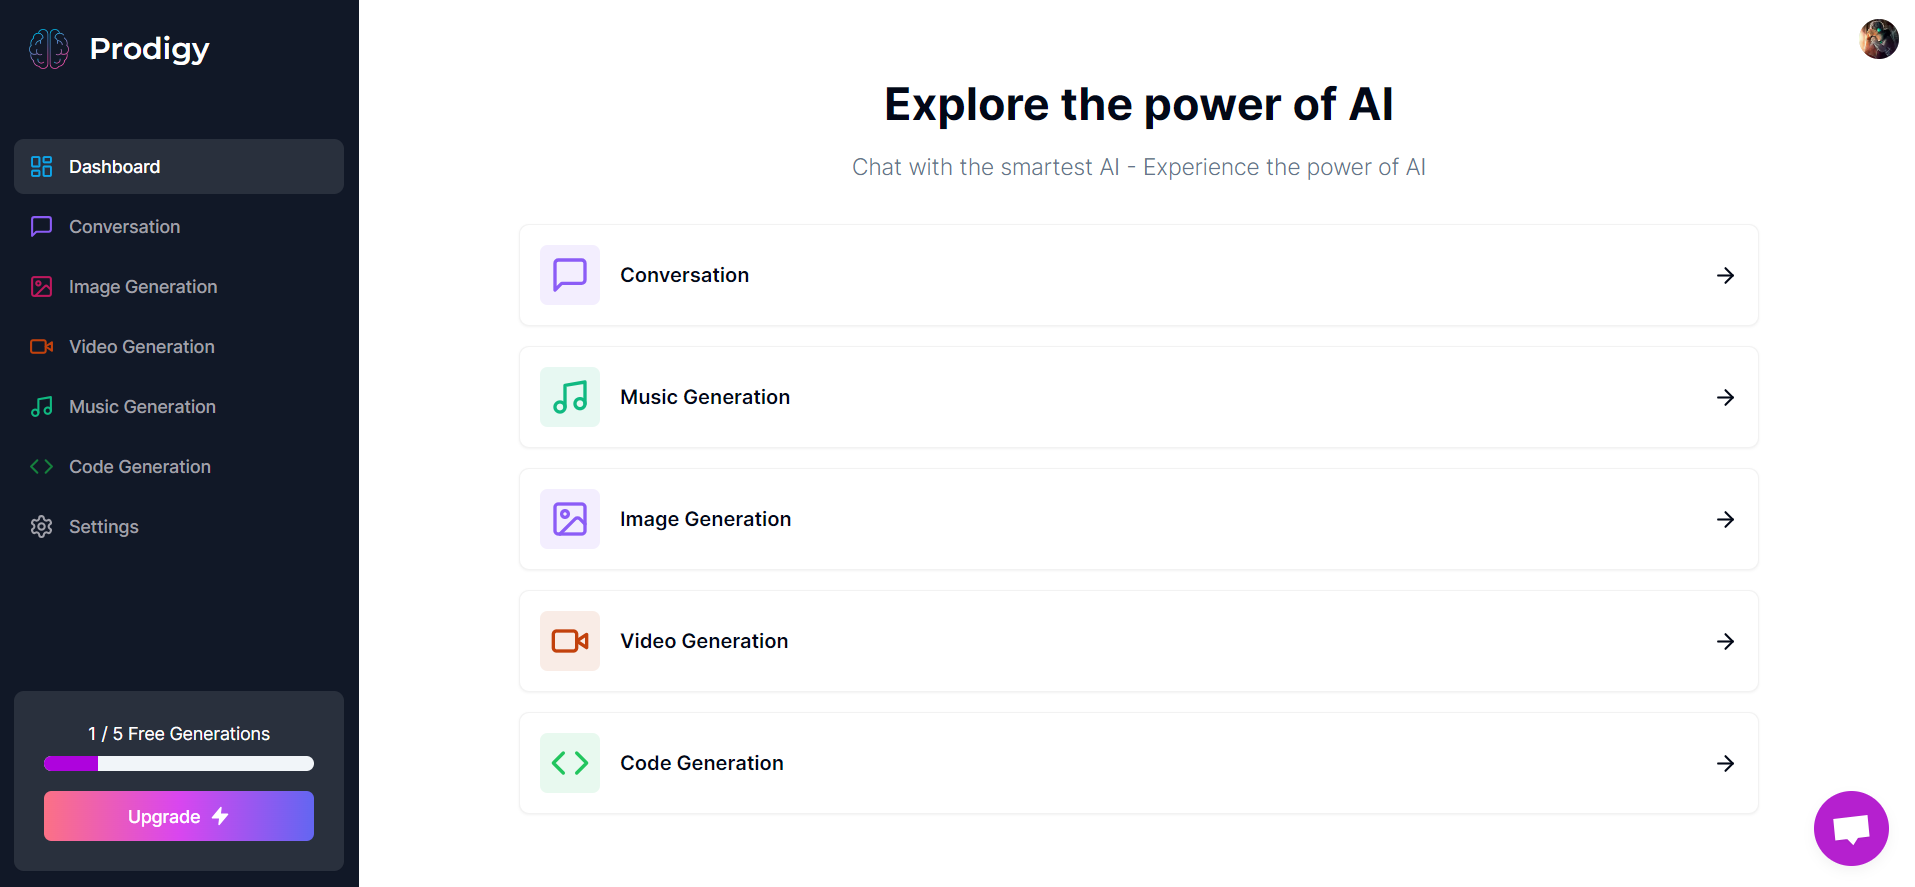 Prodigy
Dashboard
Conversation
Image Generation
Video Generation
Music Generation
Code Generation
Settings
1 / 5 Free Generations
Upgrade
Explore the power of AI
Chat with the smartest AI - Experience the power of AI
Conversation
Music Generation
Image Generation
Video Generation
Code Generation